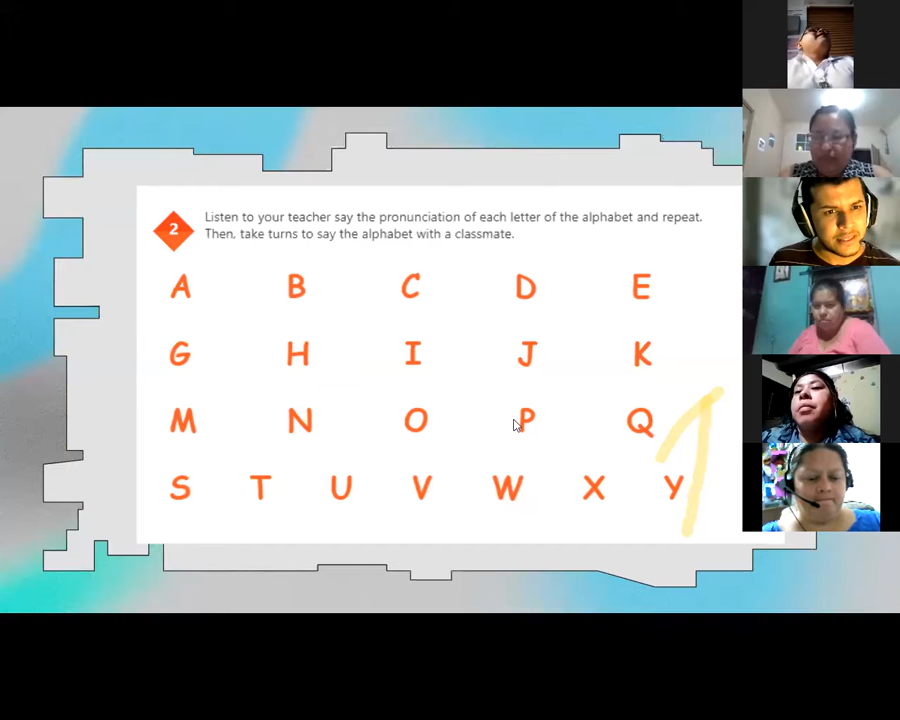 2
Listen to your teacher say the pronunciation of each letter of the alphabet and repeat.
Then, take turns to say the alphabet with a classmate.
A B C D E
G H I J K
M N O P Q
S T U V W X Y